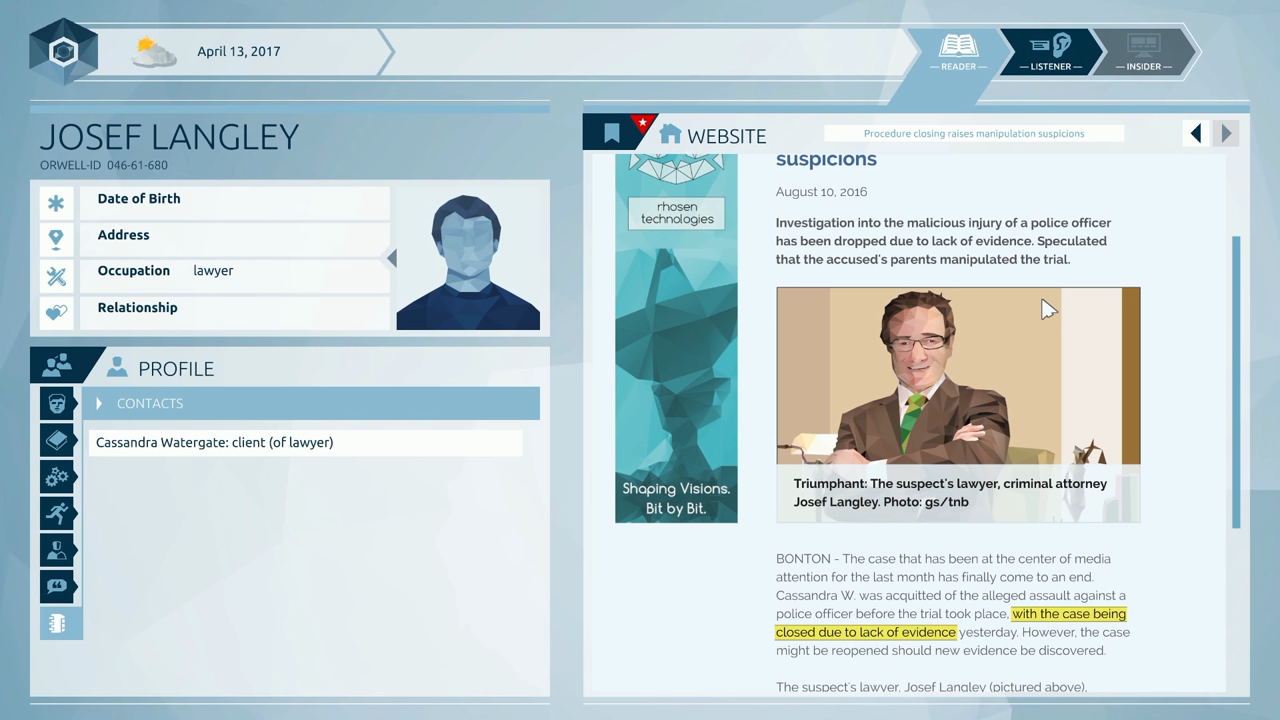 April 13, 2017
READER
LISTENER
INSIDER
JOSEF LANGLEY
ORWELL-ID 046-61-680
Date of Birth
Address
Occupation lawyer
Relationship
PROFILE
CONTACTS
Cassandra Watergate: client (of lawyer)
WEBSITE
Procedure closing raises manipulation suspicions
rhosen
technologies
Shaping Visions.
Bit by Bit.
suspicions
August 10, 2016
Investigation into the malicious injury of a police officer
has been dropped due to lack of evidence. Speculated
that the accused's parents manipulated the trial.
Triumphant: The suspect's lawyer, criminal attorney
Josef Langley. Photo: gs/tnb
BONTON - The case that has been at the center of media
attention for the last month has finally come to an end.
Cassandra W. was acquitted of the alleged assault against a
police officer before the trial took place, with the case being
closed due to lack of evidence yesterday. However, the case
might be reopened should new evidence be discovered.
The suspect's lawyer, Josef Langley (pictured above),